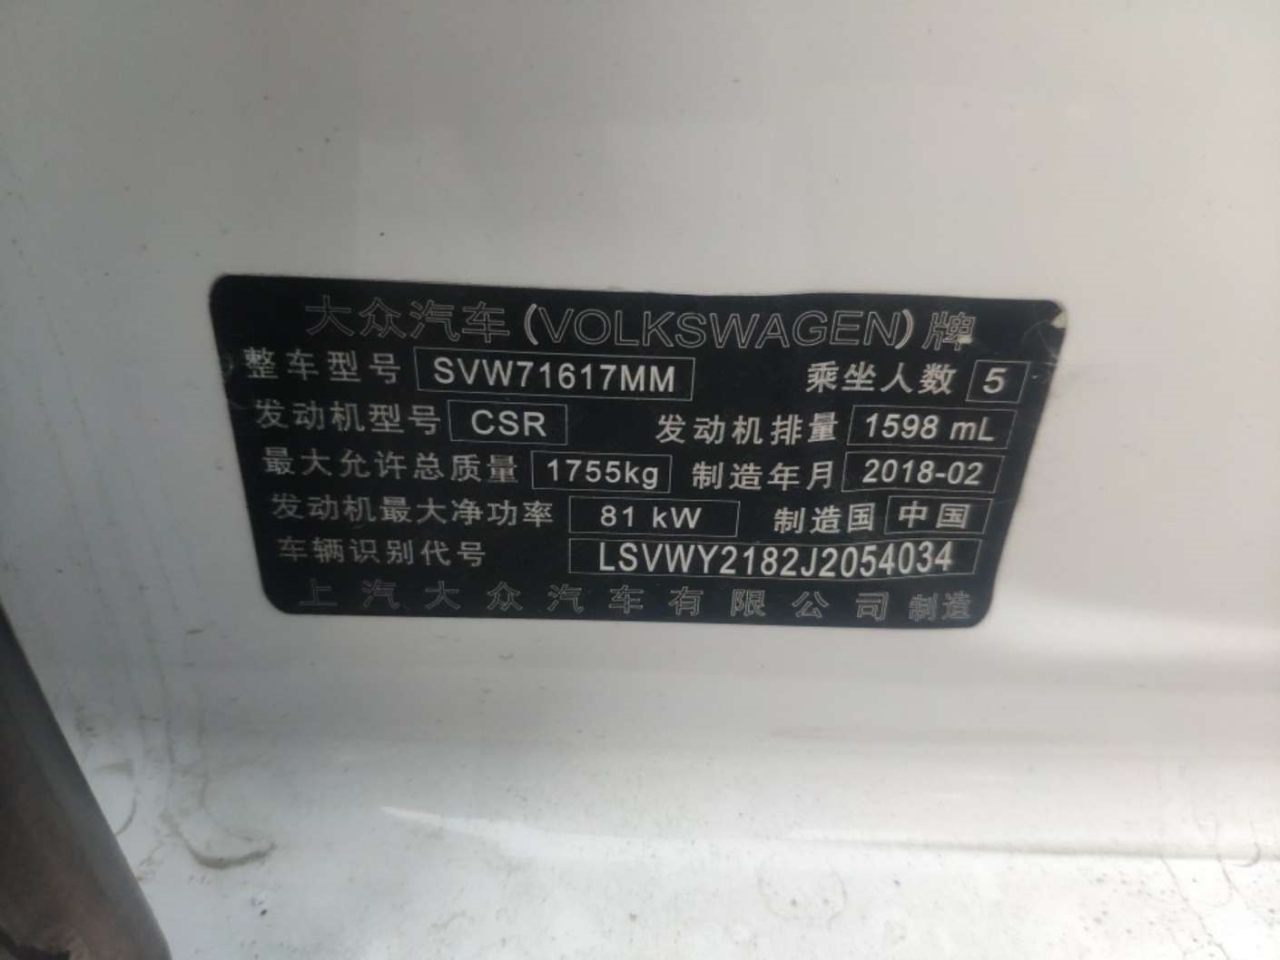 大众汽车(VOLKSWAGEN)牌
整车型号 SVW71617MM 乘坐人数 5
发动机型号 CSR 发动机排量 1598 mL
最大允许总质量 1755kg 制造年月 2018-02
发动机最大净功率 81 kW 制造国 中国
车辆识别代号 LSVWY2182J2054034
上汽大众汽车有限公司 制造